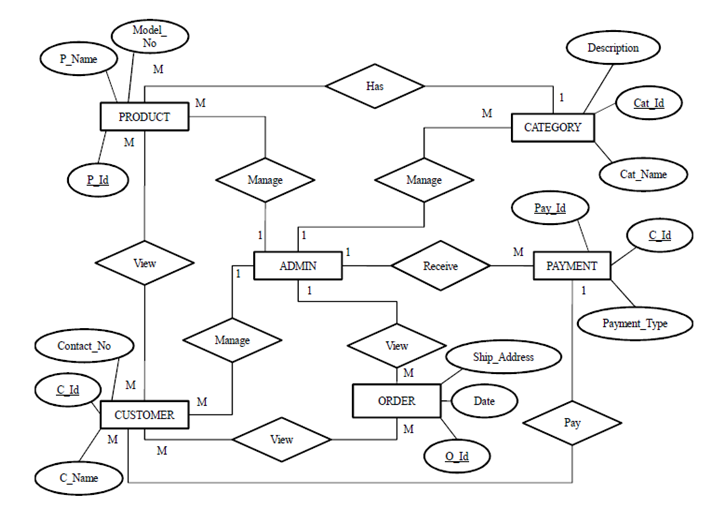 Model_
No
P_Name
Description
M
Has
M
1
Cat_Id
PRODUCT
M
CATEGORY
M
P_Id
Manage
Manage
Cat_Name
Pay_Id
C_Id
1
1
1
M
View
ADMIN
Receive
PAYMENT
1
1
1
Manage
Payment_Type
Contact_No
View
Ship_Address
M
M
C_Id
M
ORDER
Date
CUSTOMER
Pay
M
M
M
View
O_Id
C_Name